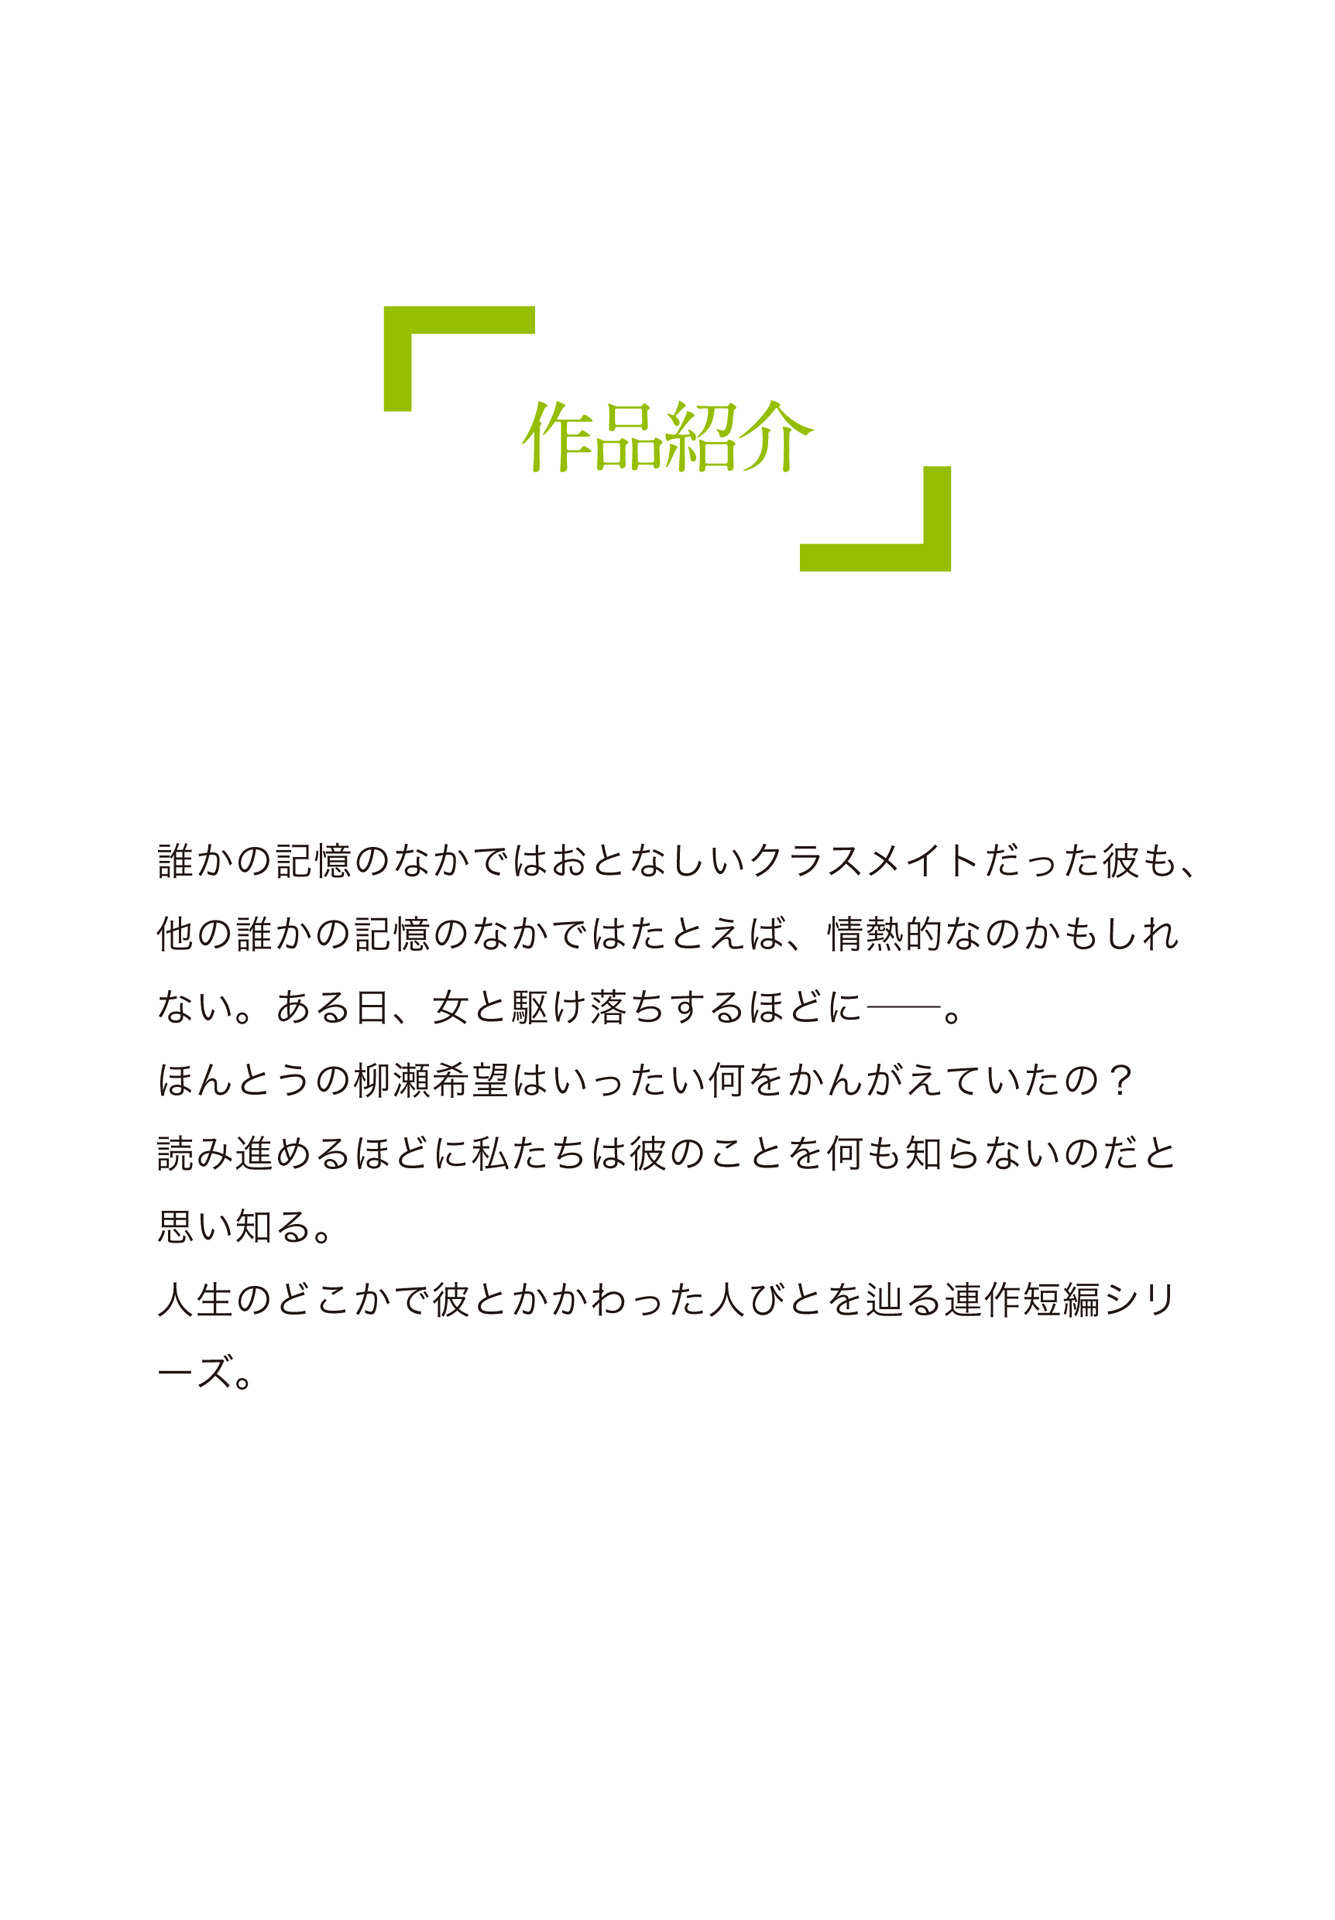 作品紹介
誰かの記憶のなかではおとなしいクラスメイトだった彼も、
他の誰かの記憶のなかではたとえば、情熱的なのかもしれ
ない。ある日、女と駆け落ちするほどに――。
ほんとうの柳瀬希望はいったい何をかんがえていたの？
読み進めるほどに私たちは彼のことを何も知らないのだと
思い知る。
人生のどこかで彼とかかわった人びとを辿る連作短編シリ
ーズ。